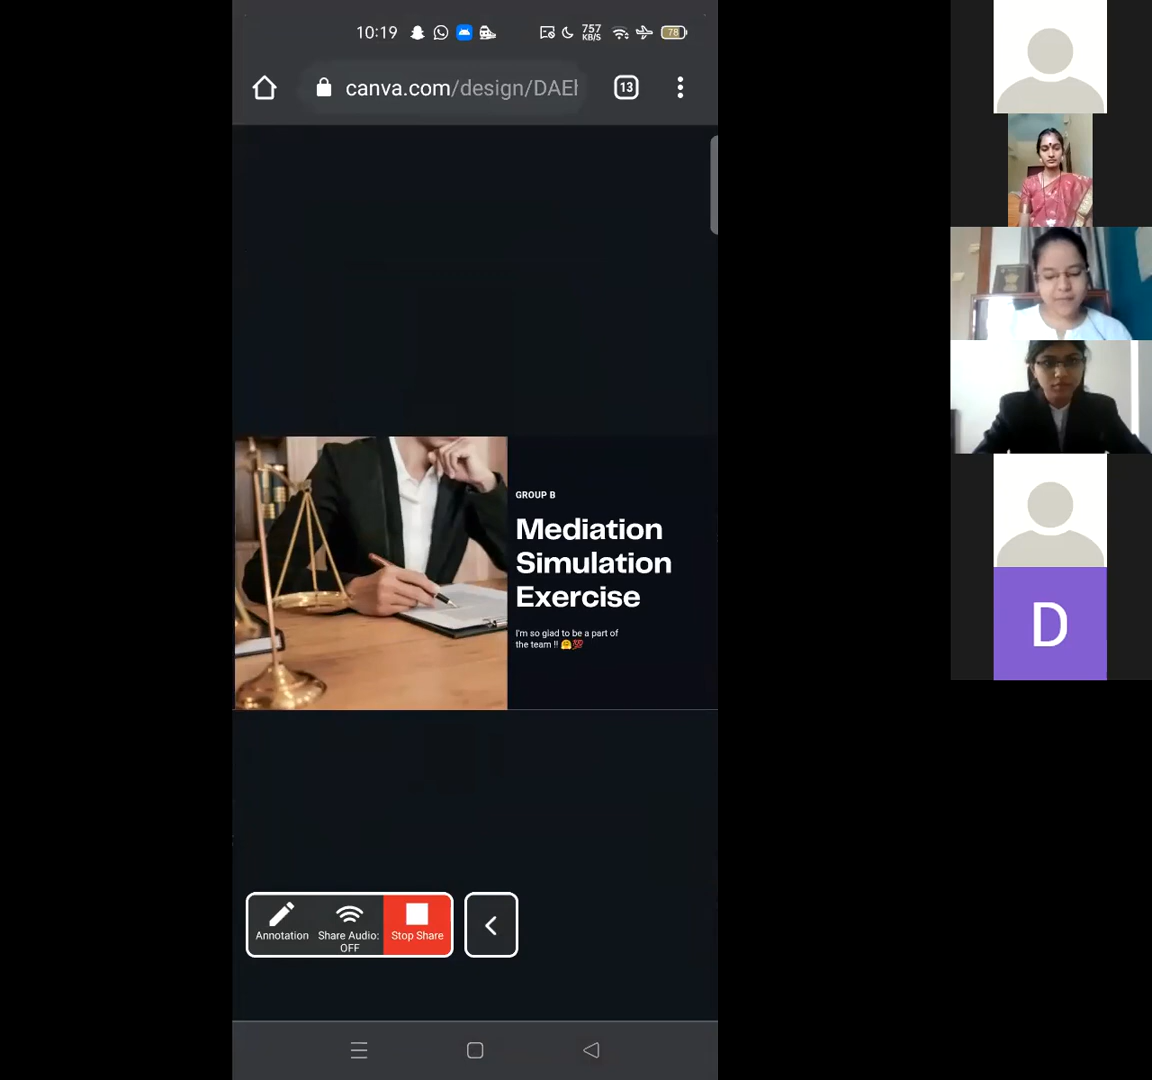 10:19
757
KB/S
78
canva.com/design/DAE
13
GROUP B
Mediation
Simulation
Exercise
I'm so glad to be a part of
the team !! 🤗💯
Annotation
Share Audio:
OFF
Stop Share
D